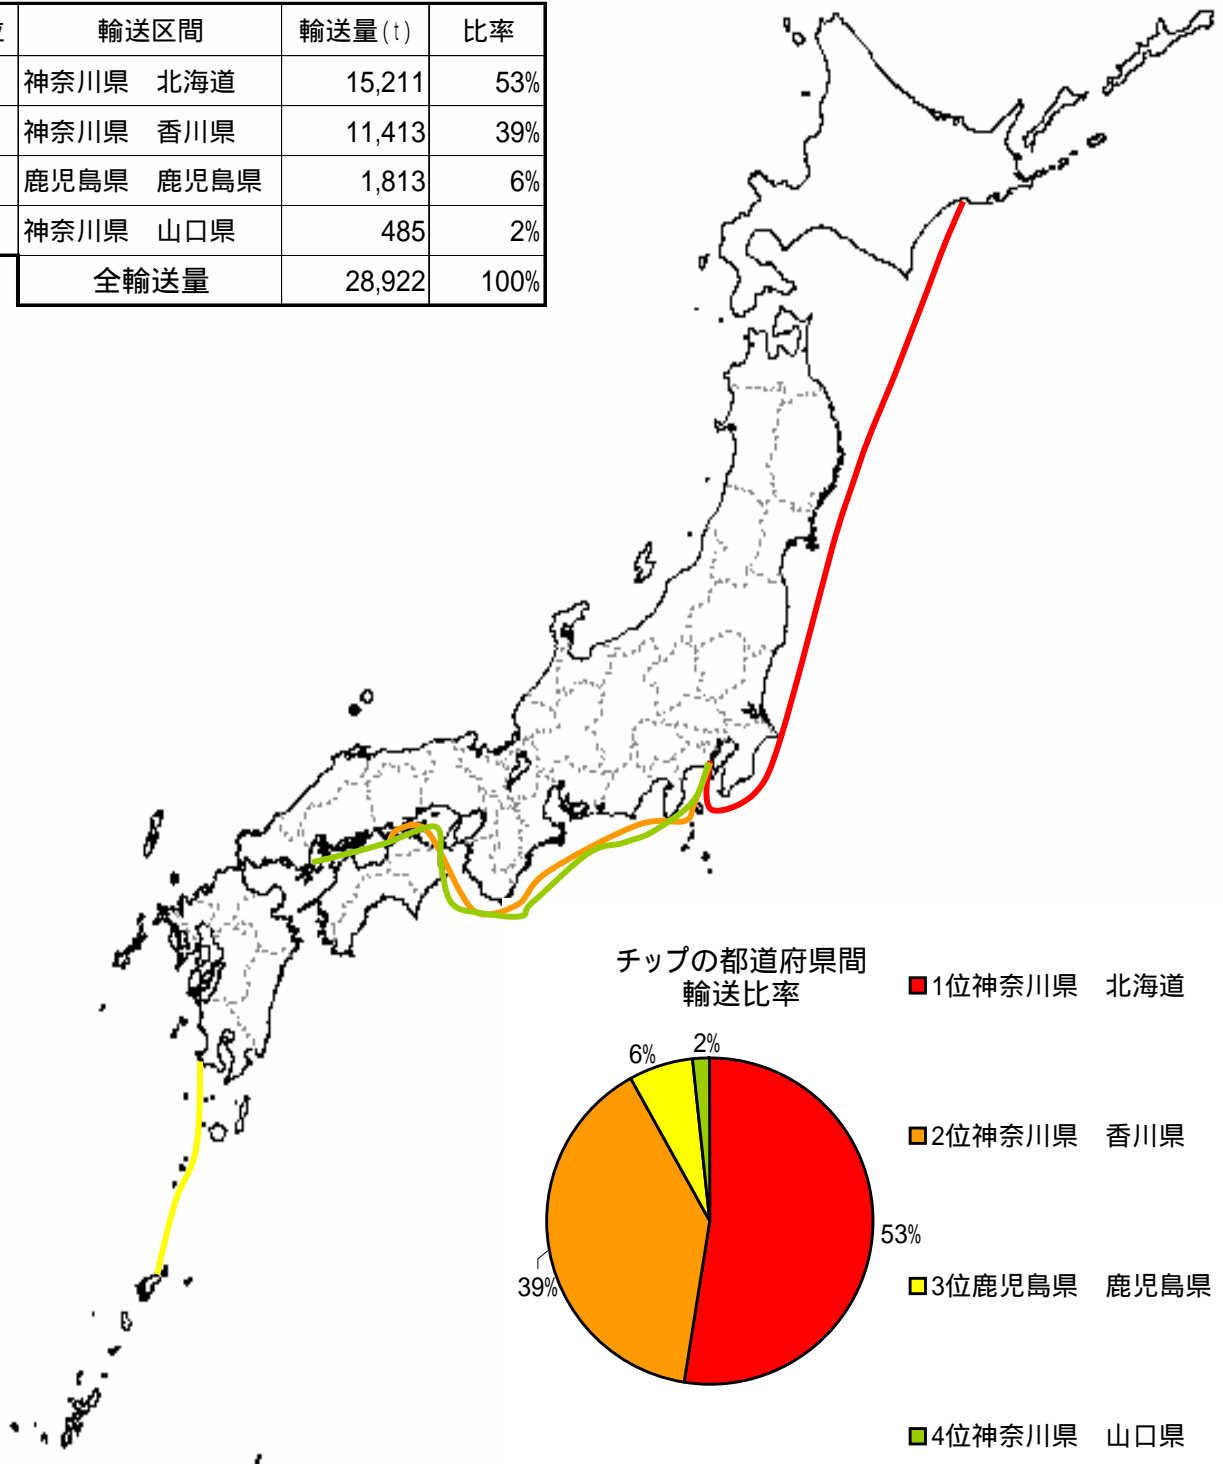 位 輸送区間 輸送量(t) 比率
神奈川県 北海道 15,211 53%
神奈川県 香川県 11,413 39%
鹿児島県 鹿児島県 1,813 6%
神奈川県 山口県 485 2%
全輸送量 28,922 100%
チップの都道府県間
輸送比率
6%
2%
53%
39%
1位神奈川県 北海道
2位神奈川県 香川県
3位鹿児島県 鹿児島県
4位神奈川県 山口県